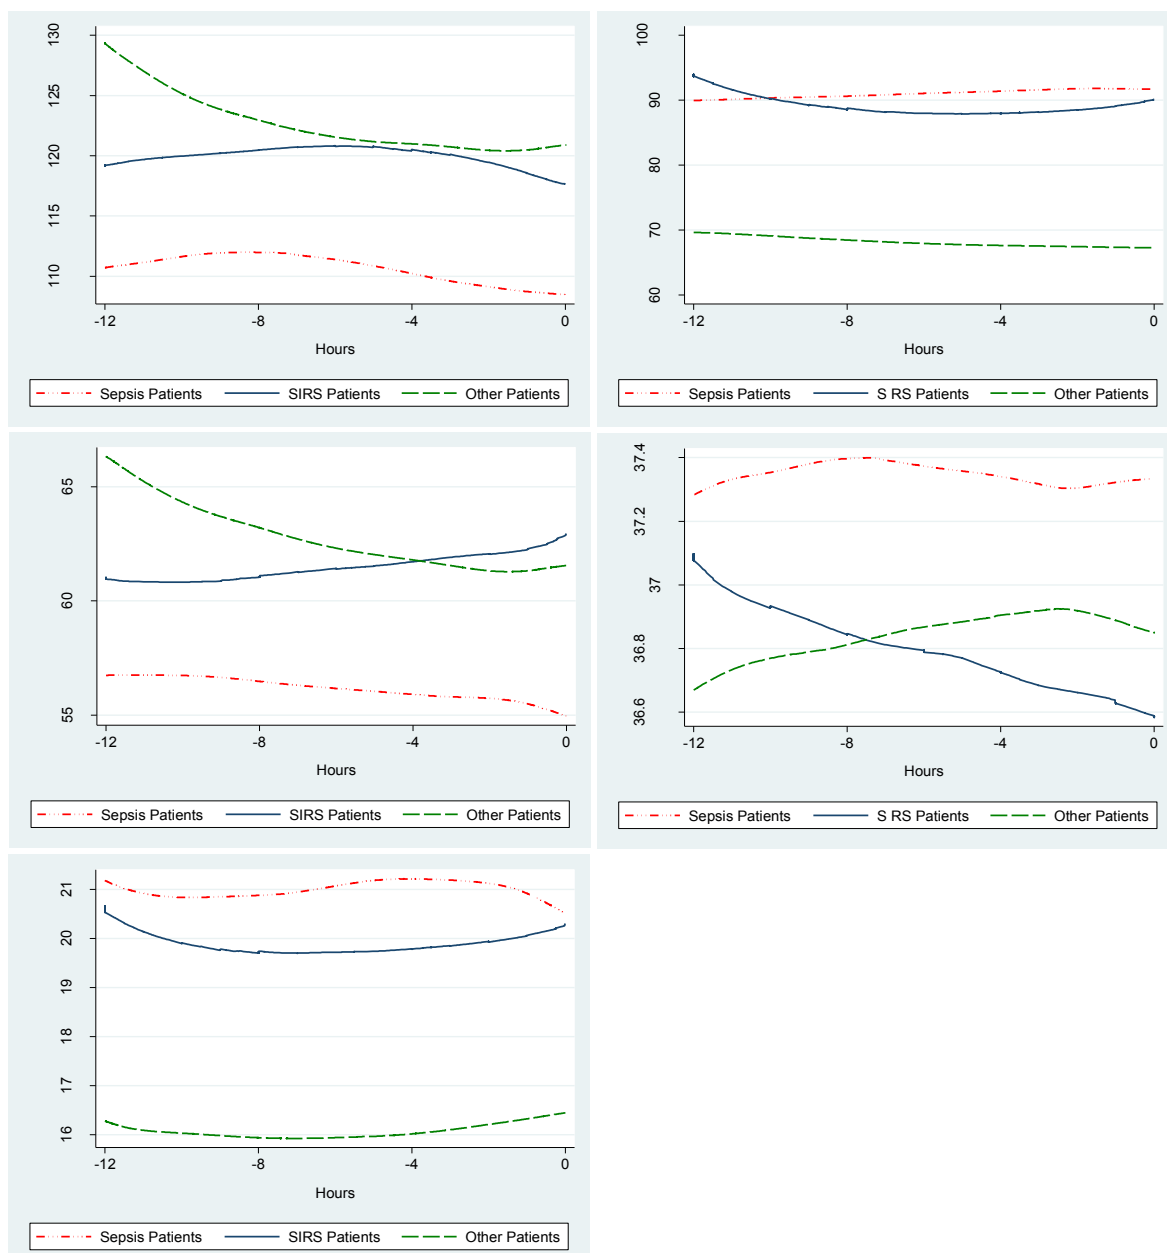 130
125
120
115
110
-12 -8 -4 0
Hours
Sepsis Patients SIRS Patients Other Patients
100
90
80
70
60
-12 -8 -4 0
Hours
Sepsis Patients S RS Patients Other Patients
65
60
55
-12 -8 -4 0
Hours
Sepsis Patients SIRS Patients Other Patients
37.4
37.2
37
36.8
36.6
-12 -8 -4 0
Hours
Sepsis Patients S RS Patients Other Patients
21
20
19
18
17
16
-12 -8 -4 0
Hours
Sepsis Patients SIRS Patients Other Patients